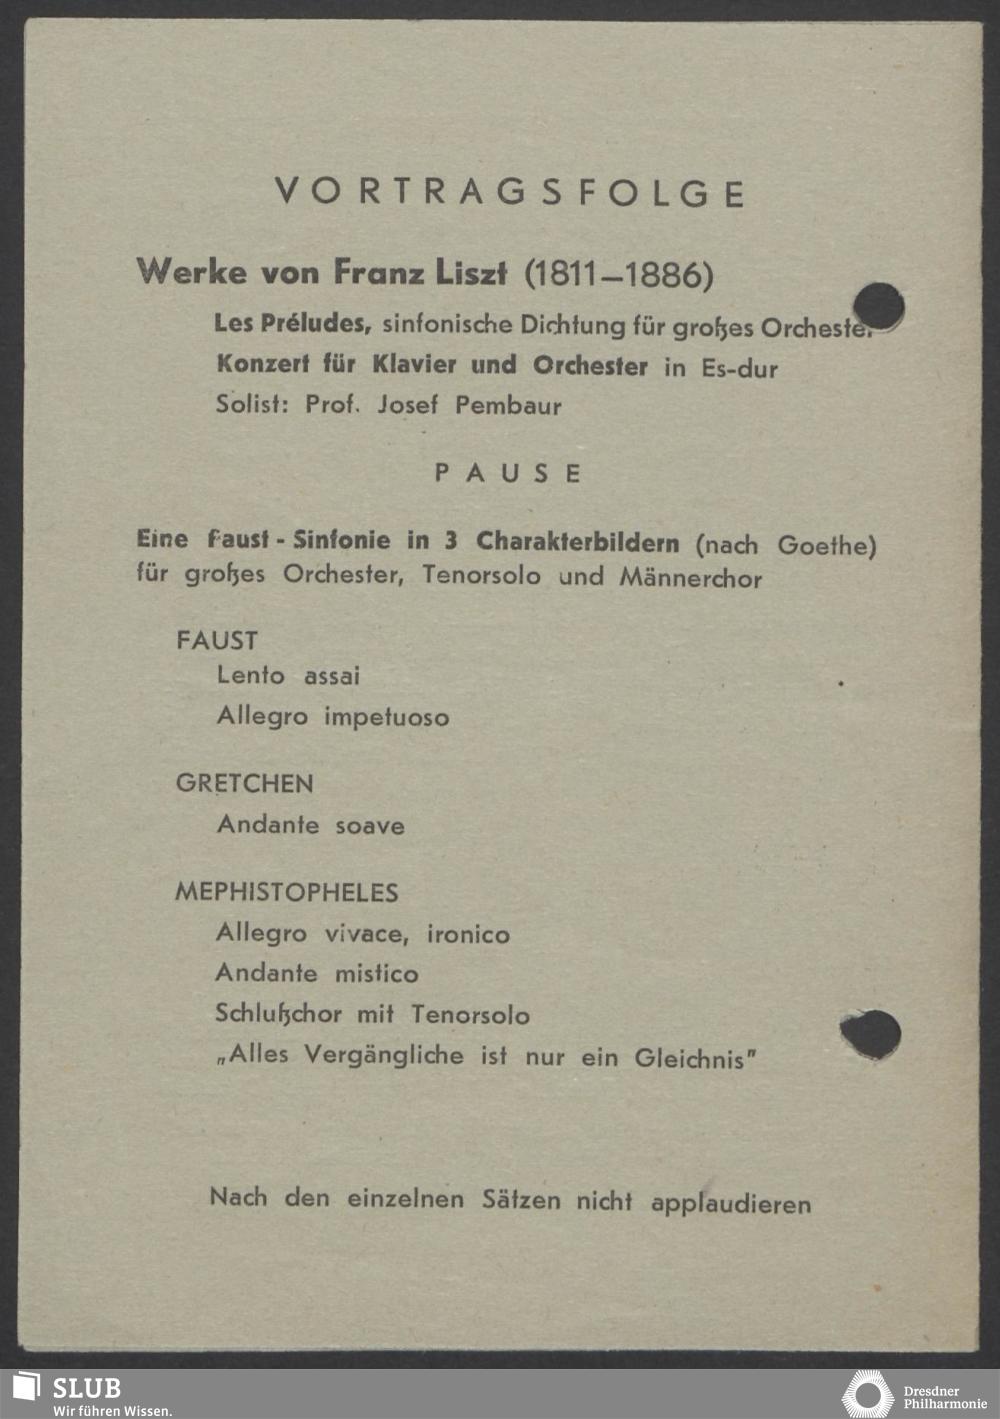 VORTRAGSFOLGE
Werke von Franz Liszt (1811–1886)
Les Préludes, sinfonische Dichtung für großes Orchester
Konzert für Klavier und Orchester in Es-dur
Solist: Prof. Josef Pembaur
PAUSE
Eine Faust-Sinfonie in 3 Charakterbildern (nach Goethe)
für großes Orchester, Tenorsolo und Männerchor
FAUST
Lento assai
Allegro impetuoso
GRETCHEN
Andante soave
MEPHISTOPHELES
Allegro vivace, ironico
Andante mistico
Schlußchor mit Tenorsolo
„Alles Vergängliche ist nur ein Gleichnis"
Nach den einzelnen Sätzen nicht applaudieren
SLUB
Wir führen Wissen.
Dresdner
Philharmonie